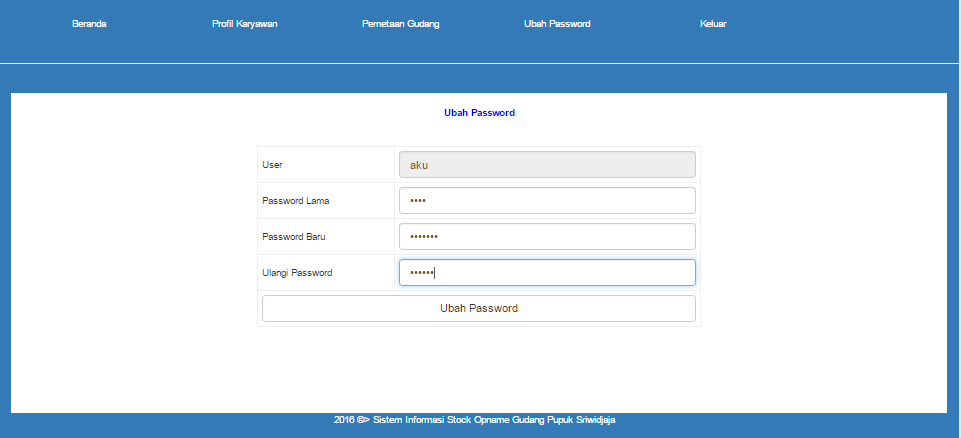 Beranda Profil Karyawan Pemetaan Gudang Ubah Password Keluar
Ubah Password
User aku
Password Lama ••••
Password Baru •••••••
Ulangi Password ••••••
Ubah Password
2016 ©> Sistem Informasi Stock Opname Gudang Pupuk Sriwidjaja